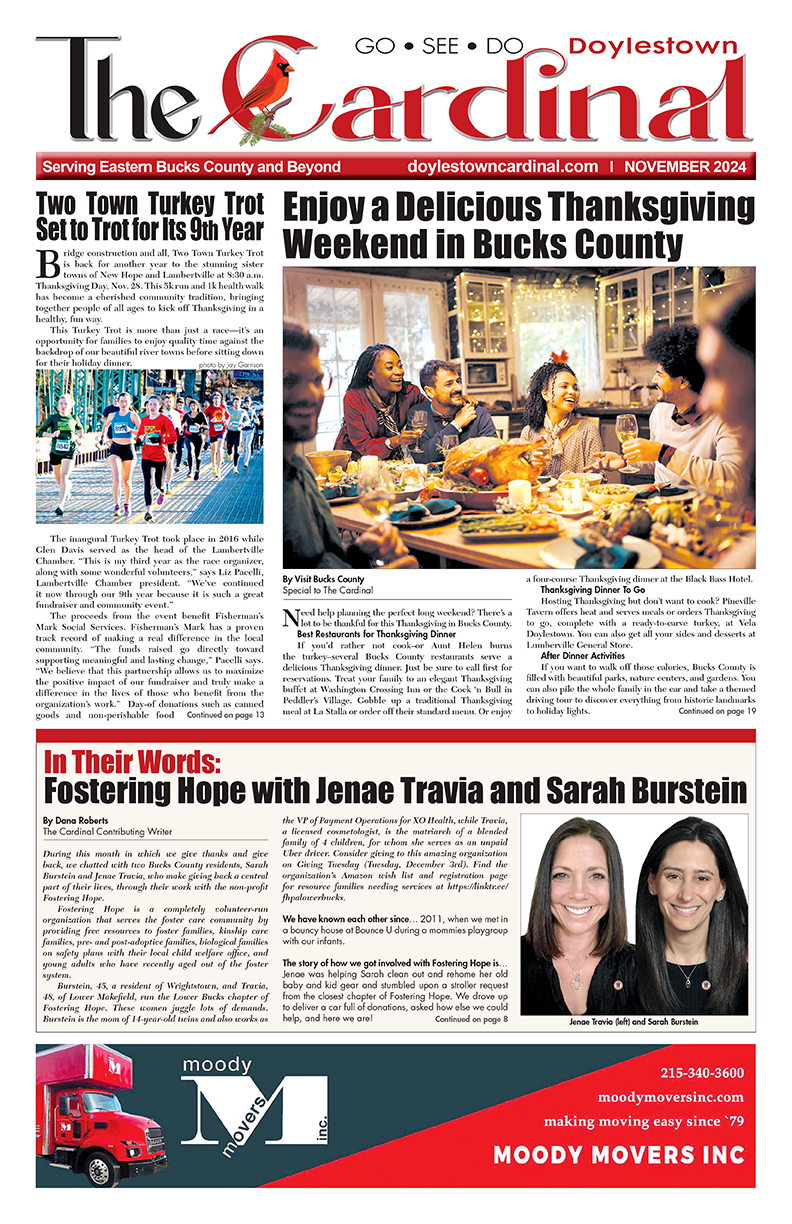 GO • SEE • DO Doylestown
The Cardinal
Serving Eastern Bucks County and Beyond doylestowncardinal.com | NOVEMBER 2024
Two Town Turkey Trot
Set to Trot for Its 9th Year
Bridge construction and all, Two Town Turkey Trot
is back for another year to the stunning sister
towns of New Hope and Lambertville at 8:30 a.m.
Thanksgiving Day, Nov. 28. This 5k run and 1k health walk
has become a cherished community tradition, bringing
together people of all ages to kick off Thanksgiving in a
healthy, fun way.
This Turkey Trot is more than just a race—it's an
opportunity for families to enjoy quality time against the
backdrop of our beautiful river towns before sitting down
for their holiday dinner.
photo by Jay Garrison
The inaugural Turkey Trot took place in 2016 while
Glen Davis served as the head of the Lambertville
Chamber. "This is my third year as the race organizer,
along with some wonderful volunteers," says Liz Pacelli,
Lambertville Chamber president. "We've continued
it now through our 9th year because it is such a great
fundraiser and community event."
The proceeds from the event benefit Fisherman's
Mark Social Services. Fisherman's Mark has a proven
track record of making a real difference in the local
community. "The funds raised go directly toward
supporting meaningful and lasting change," Pacelli says.
"We believe that this partnership allows us to maximize
the positive impact of our fundraiser and truly make a
difference in the lives of those who benefit from the
organization's work." Day-of donations such as canned
goods and non-perishable food Continued on page 13
Enjoy a Delicious Thanksgiving
Weekend in Bucks County
By Visit Bucks County
Special to The Cardinal
Need help planning the perfect long weekend? There's a
lot to be thankful for this Thanksgiving in Bucks County.
Best Restaurants for Thanksgiving Dinner
If you'd rather not cook–or Aunt Helen burns
the turkey–several Bucks County restaurants serve a
delicious Thanksgiving dinner. Just be sure to call first for
reservations. Treat your family to an elegant Thanksgiving
buffet at Washington Crossing Inn or the Cock 'n Bull in
Peddler's Village. Gobble up a traditional Thanksgiving
meal at La Stalla or order off their standard menu. Or enjoy
a four-course Thanksgiving dinner at the Black Bass Hotel.
Thanksgiving Dinner To Go
Hosting Thanksgiving but don't want to cook? Pineville
Tavern offers heat and serves meals or orders Thanksgiving
to go, complete with a ready-to-carve turkey, at Vela
Doylestown. You can also get all your sides and desserts at
Lumberville General Store.
After Dinner Activities
If you want to walk off those calories, Bucks County is
filled with beautiful parks, nature centers, and gardens. You
can also pile the whole family in the car and take a themed
driving tour to discover everything from historic landmarks
to holiday lights. Continued on page 19
In Their Words:
Fostering Hope with Jenae Travia and Sarah Burstein
By Dana Roberts
The Cardinal Contributing Writer
During this month in which we give thanks and give
back, we chatted with two Bucks County residents, Sarah
Burstein and Jenae Travia, who make giving back a central
part of their lives, through their work with the non-profit
Fostering Hope.
Fostering Hope is a completely volunteer-run
organization that serves the foster care community by
providing free resources to foster families, kinship care
families, pre- and post-adoptive families, biological families
on safety plans with their local child welfare office, and
young adults who have recently aged out of the foster
system.
Burstein, 45, a resident of Wrightstown, and Travia,
48, of Lower Makefield, run the Lower Bucks chapter of
Fostering Hope. These women juggle lots of demands.
Burstein is the mom of 14-year-old twins and also works as
the VP of Payment Operations for XO Health, while Travia,
a licensed cosmetologist, is the matriarch of a blended
family of 4 children, for whom she serves as an unpaid
Uber driver. Consider giving to this amazing organization
on Giving Tuesday (Tuesday, December 3rd). Find the
organization's Amazon wish list and registration page
for resource families needing services at https://linktr.ee/
fhpalowerbucks.
We have known each other since… 2011, when we met in
a bouncy house at Bounce U during a mommies playgroup
with our infants.
The story of how we got involved with Fostering Hope is…
Jenae was helping Sarah clean out and rehome her old
baby and kid gear and stumbled upon a stroller request
from the closest chapter of Fostering Hope. We drove up
to deliver a car full of donations, asked how else we could
help, and here we are! Continued on page 8
Jenae Travia (left) and Sarah Burstein
moody
M
movers
inc.
215-340-3600
moodymoversinc.com
making moving easy since `79
MOODY MOVERS INC